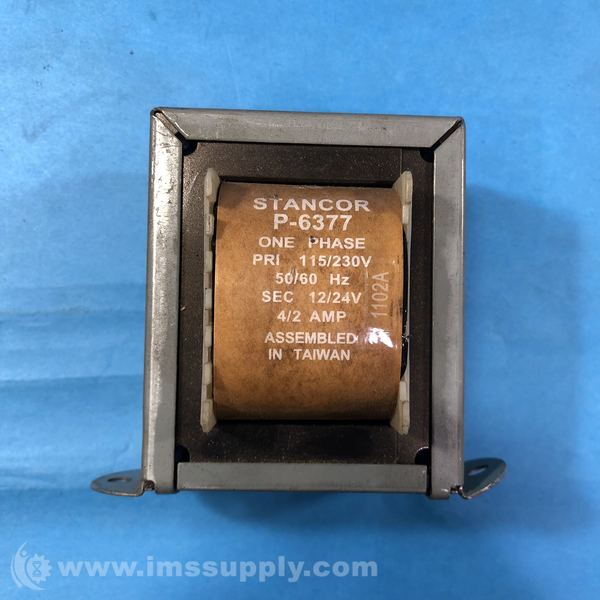 STANCOR
P-6377
ONE PHASE
PRI 115/230V
50/60 Hz
SEC 12/24V
4/2 AMP
ASSEMBLED
IN TAIWAN
1102A
www.imssupply.com